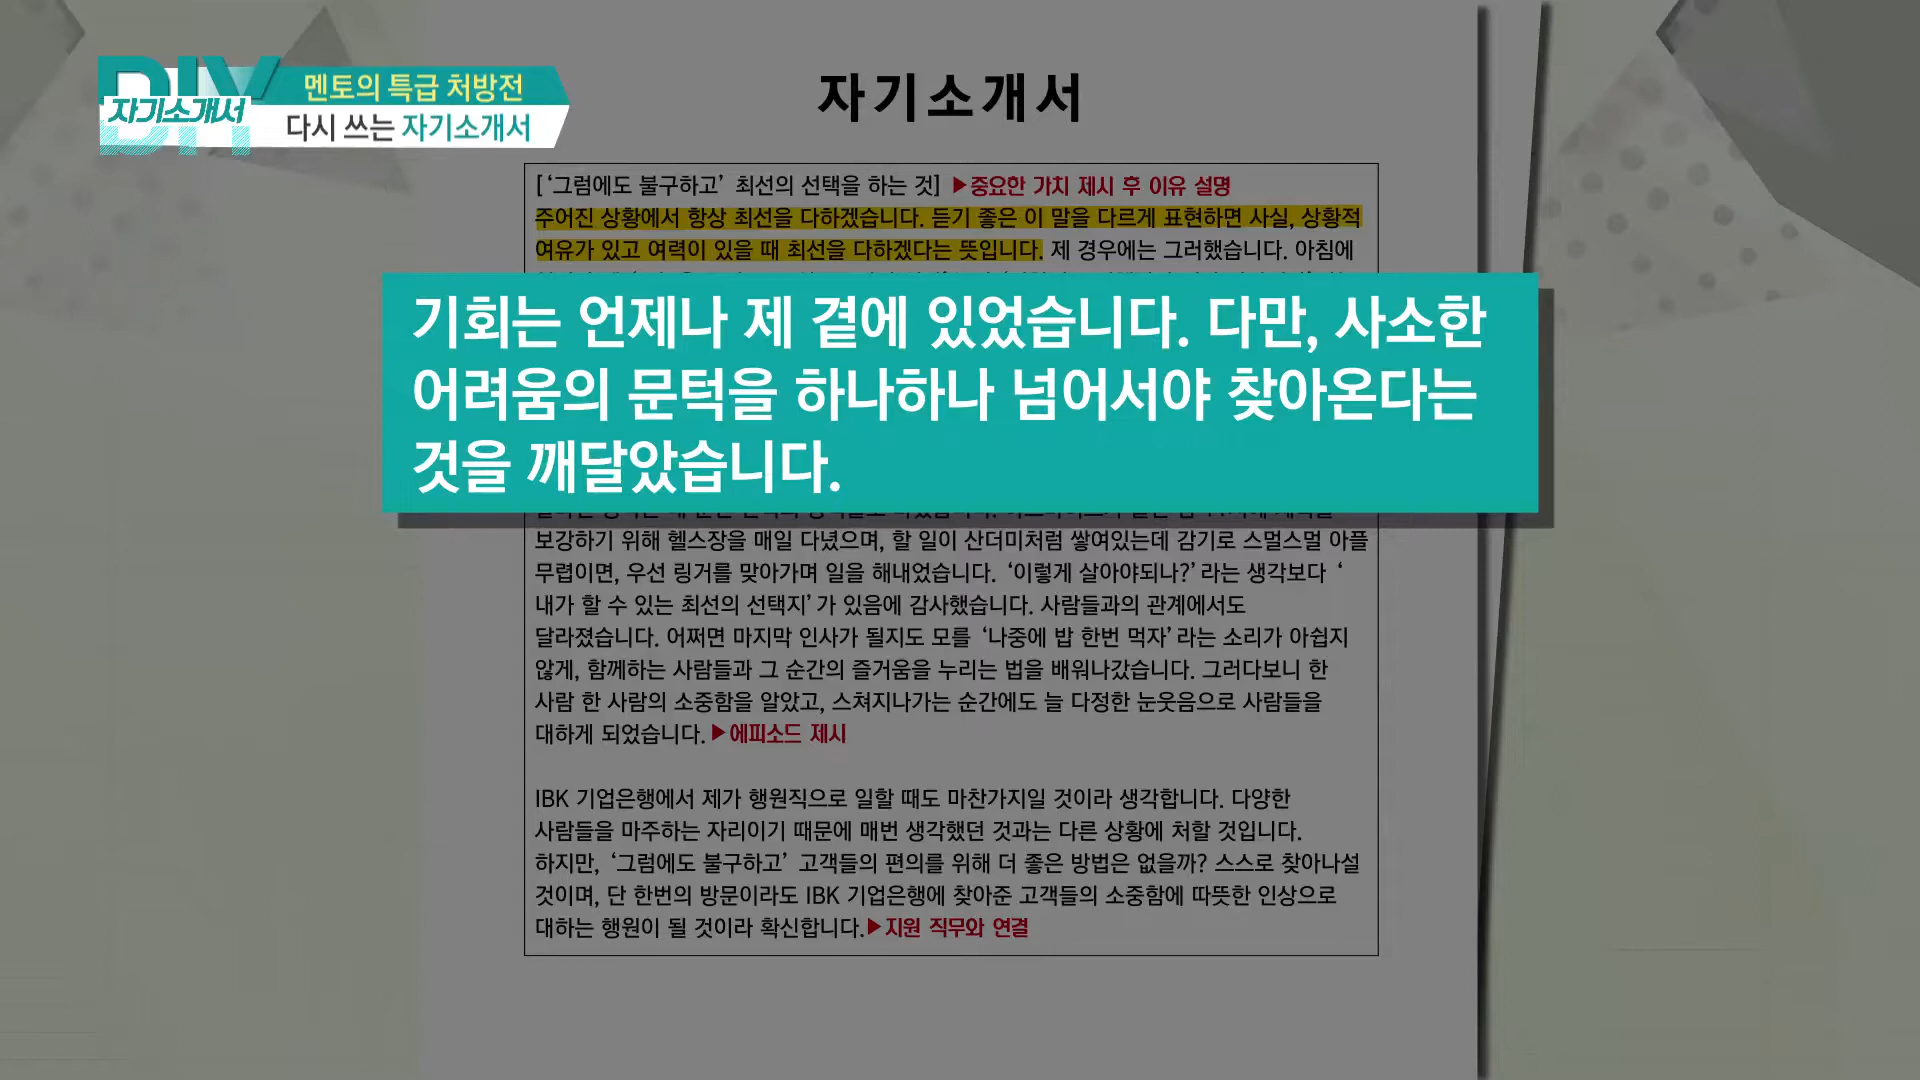 DIY
자기소개서
멘토의 특급 처방전
다시 쓰는 자기소개서
자기소개서
[‘그럼에도 불구하고’ 최선의 선택을 하는 것] ▶중요한 가치 제시 후 이유 설명
주어진 상황에서 항상 최선을 다하겠습니다. 듣기 좋은 이 말을 다르게 표현하면 사실, 상황적
여유가 있고 여력이 있을 때 최선을 다하겠다는 뜻입니다. 제 경우에는 그러했습니다. 아침에
기회는 언제나 제 곁에 있었습니다. 다만, 사소한
어려움의 문턱을 하나하나 넘어서야 찾아온다는
것을 깨달았습니다.
보강하기 위해 헬스장을 매일 다녔으며, 할 일이 산더미처럼 쌓여있는데 감기로 스멀스멀 아플
무렵이면, 우선 링거를 맞아가며 일을 해내었습니다. ‘이렇게 살아야되나?’라는 생각보다 ‘
내가 할 수 있는 최선의 선택지’가 있음에 감사했습니다. 사람들과의 관계에서도
달라졌습니다. 어쩌면 마지막 인사가 될지도 모를 ‘나중에 밥 한번 먹자’라는 소리가 아쉽지
않게, 함께하는 사람들과 그 순간의 즐거움을 누리는 법을 배워나갔습니다. 그러다보니 한
사람 한 사람의 소중함을 알았고, 스쳐지나가는 순간에도 늘 다정한 눈웃음으로 사람들을
대하게 되었습니다. ▶에피소드 제시
IBK 기업은행에서 제가 행원직으로 일할 때도 마찬가지일 것이라 생각합니다. 다양한
사람들을 마주하는 자리이기 때문에 매번 생각했던 것과는 다른 상황에 처할 것입니다.
하지만, ‘그럼에도 불구하고’ 고객들의 편의를 위해 더 좋은 방법은 없을까? 스스로 찾아나설
것이며, 단 한번의 방문이라도 IBK 기업은행에 찾아준 고객들의 소중함에 따뜻한 인상으로
대하는 행원이 될 것이라 확신합니다.▶지원 직무와 연결